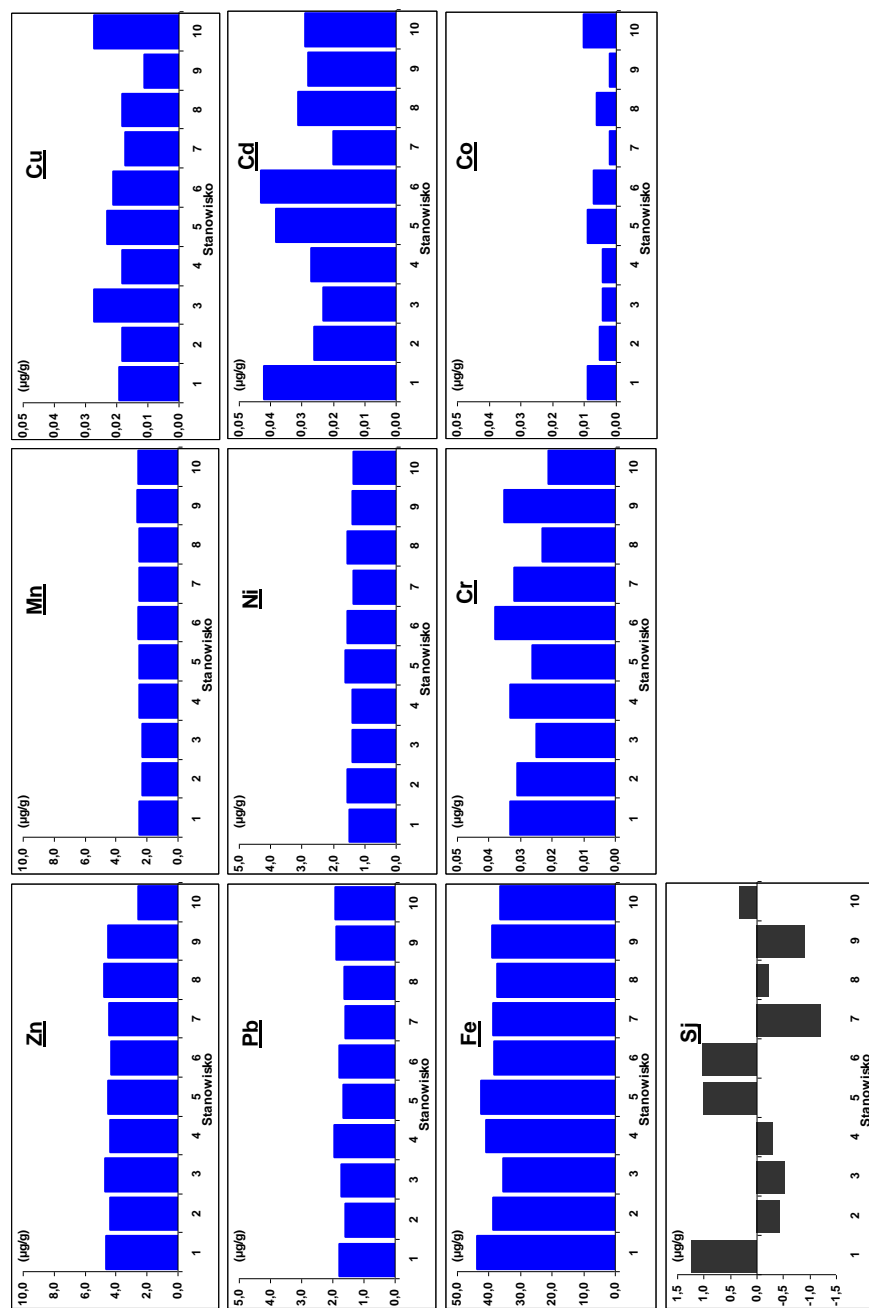 Zn
(µg/g)
10,0
8,0
6,0
4,0
2,0
0,0
1 2 3 4 5 6 7 8 9 10
Stanowisko
Mn
(µg/g)
10,0
8,0
6,0
4,0
2,0
0,0
1 2 3 4 5 6 7 8 9 10
Stanowisko
Cu
(µg/g)
0,05
0,04
0,03
0,02
0,01
0,00
1 2 3 4 5 6 7 8 9 10
Stanowisko
Pb
(µg/g)
5,0
4,0
3,0
2,0
1,0
0,0
1 2 3 4 5 6 7 8 9 10
Stanowisko
Ni
(µg/g)
5,0
4,0
3,0
2,0
1,0
0,0
1 2 3 4 5 6 7 8 9 10
Stanowisko
Cd
(µg/g)
0,05
0,04
0,03
0,02
0,01
0,00
1 2 3 4 5 6 7 8 9 10
Stanowisko
Fe
(µg/g)
50,0
40,0
30,0
20,0
10,0
0,0
1 2 3 4 5 6 7 8 9 10
Stanowisko
Cr
(µg/g)
0,05
0,04
0,03
0,02
0,01
0,00
1 2 3 4 5 6 7 8 9 10
Stanowisko
Co
(µg/g)
0,05
0,04
0,03
0,02
0,01
0,00
1 2 3 4 5 6 7 8 9 10
Stanowisko
Sj
(µg/g)
1,5
1,0
0,5
0,0
-0,5
-1,0
-1,5
1 2 3 4 5 6 7 8 9 10
Stanowisko